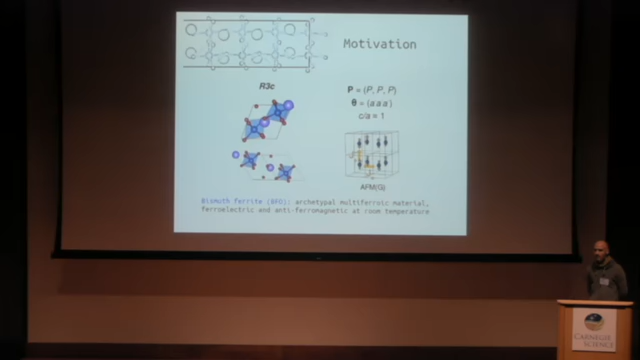 Motivation
R3c
P = (P, P, P)
θ = (a⁻a⁻a⁻)
c/a = 1
AFM(G)
Bismuth ferrite (BFO): archetypal multiferroic material,
ferroelectric and anti-ferromagnetic at room temperature
CARNEGIE
SCIENCE